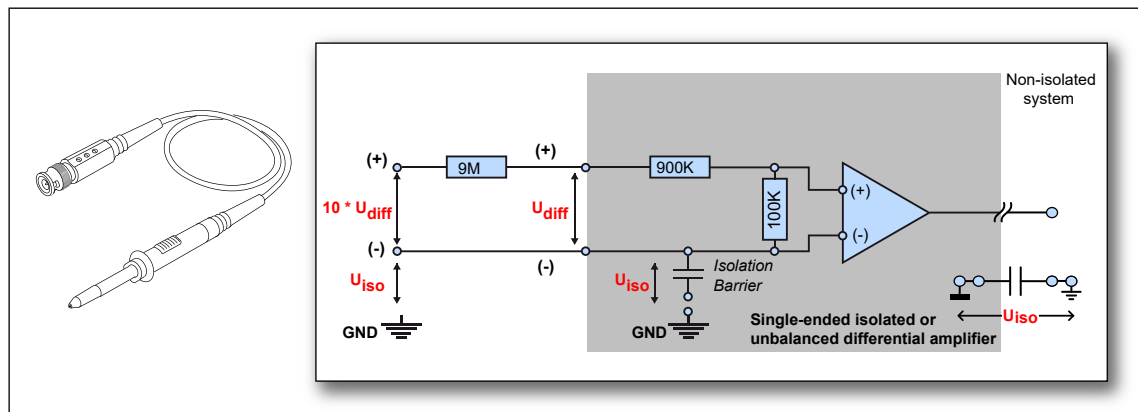 Non-isolated
system
(+)
9M
(+)
900K
100K
(+)
(-)
10 * Udiff
Udiff
(-)
(-)
Uiso
Uiso
Isolation
Barrier
Uiso
GND
GND
Single-ended isolated or
unbalanced differential amplifier